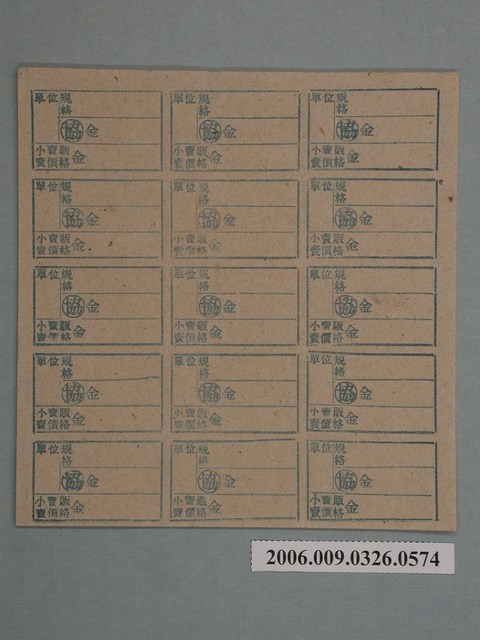 單位規
格
協金
小賣販
賣價格金
單位規
格
協金
小賣販
賣價格金
單位規
格
協金
小賣販
賣價格金
單位規
格
協金
小賣販
賣價格金
單位規
格
協金
小賣販
賣價格金
單位規
格
協金
小賣販
賣價格金
單位規
格
協金
小賣販
賣價格金
單位規
格
協金
小賣販
賣價格金
單位規
格
協金
小賣販
賣價格金
單位規
格
協金
小賣販
賣價格金
單位規
格
協金
小賣販
賣價格金
單位規
格
協金
小賣販
賣價格金
單位規
格
協金
小賣販
賣價格金
單位規
格
協金
小賣販
賣價格金
單位規
格
協金
小賣販
賣價格金
2006.009.0326.0574